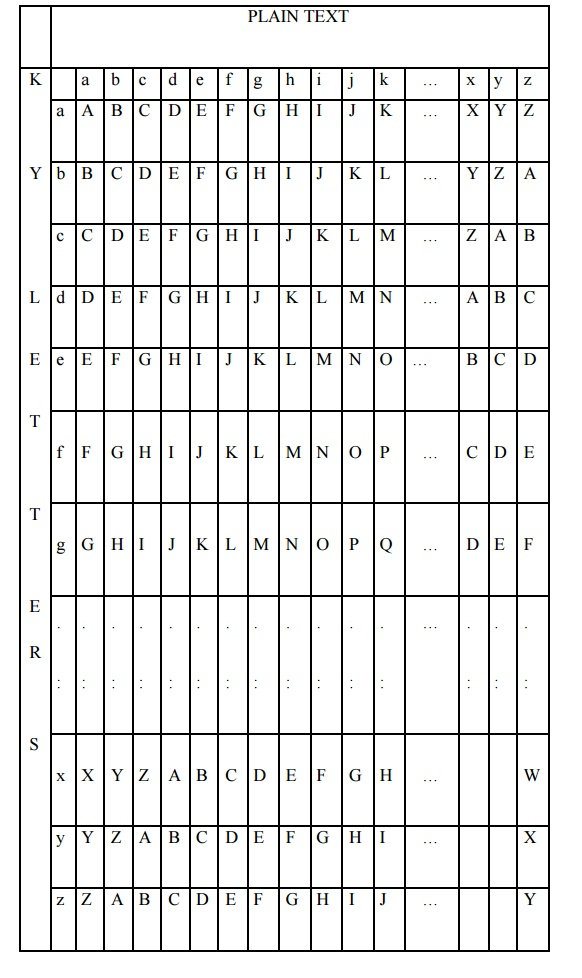 PLAIN TEXT
K a b c d e f g h i j k ... x y z
a A B C D E F G H I J K ... X Y Z
Y b B C D E F G H I J K L ... Y Z A
c C D E F G H I J K L M ... Z A B
L d D E F G H I J K L M N ... A B C
E e E F G H I J K L M N O ... B C D
T
f F G H I J K L M N O P ... C D E
T
g G H I J K L M N O P Q ... D E F
E
. . . . . . . . . . . . ... . . .
R
: : : : : : : : : : : : : : :
S
x X Y Z A B C D E F G H ... W
y Y Z A B C D E F G H I ... X
z Z A B C D E F G H I J ... Y